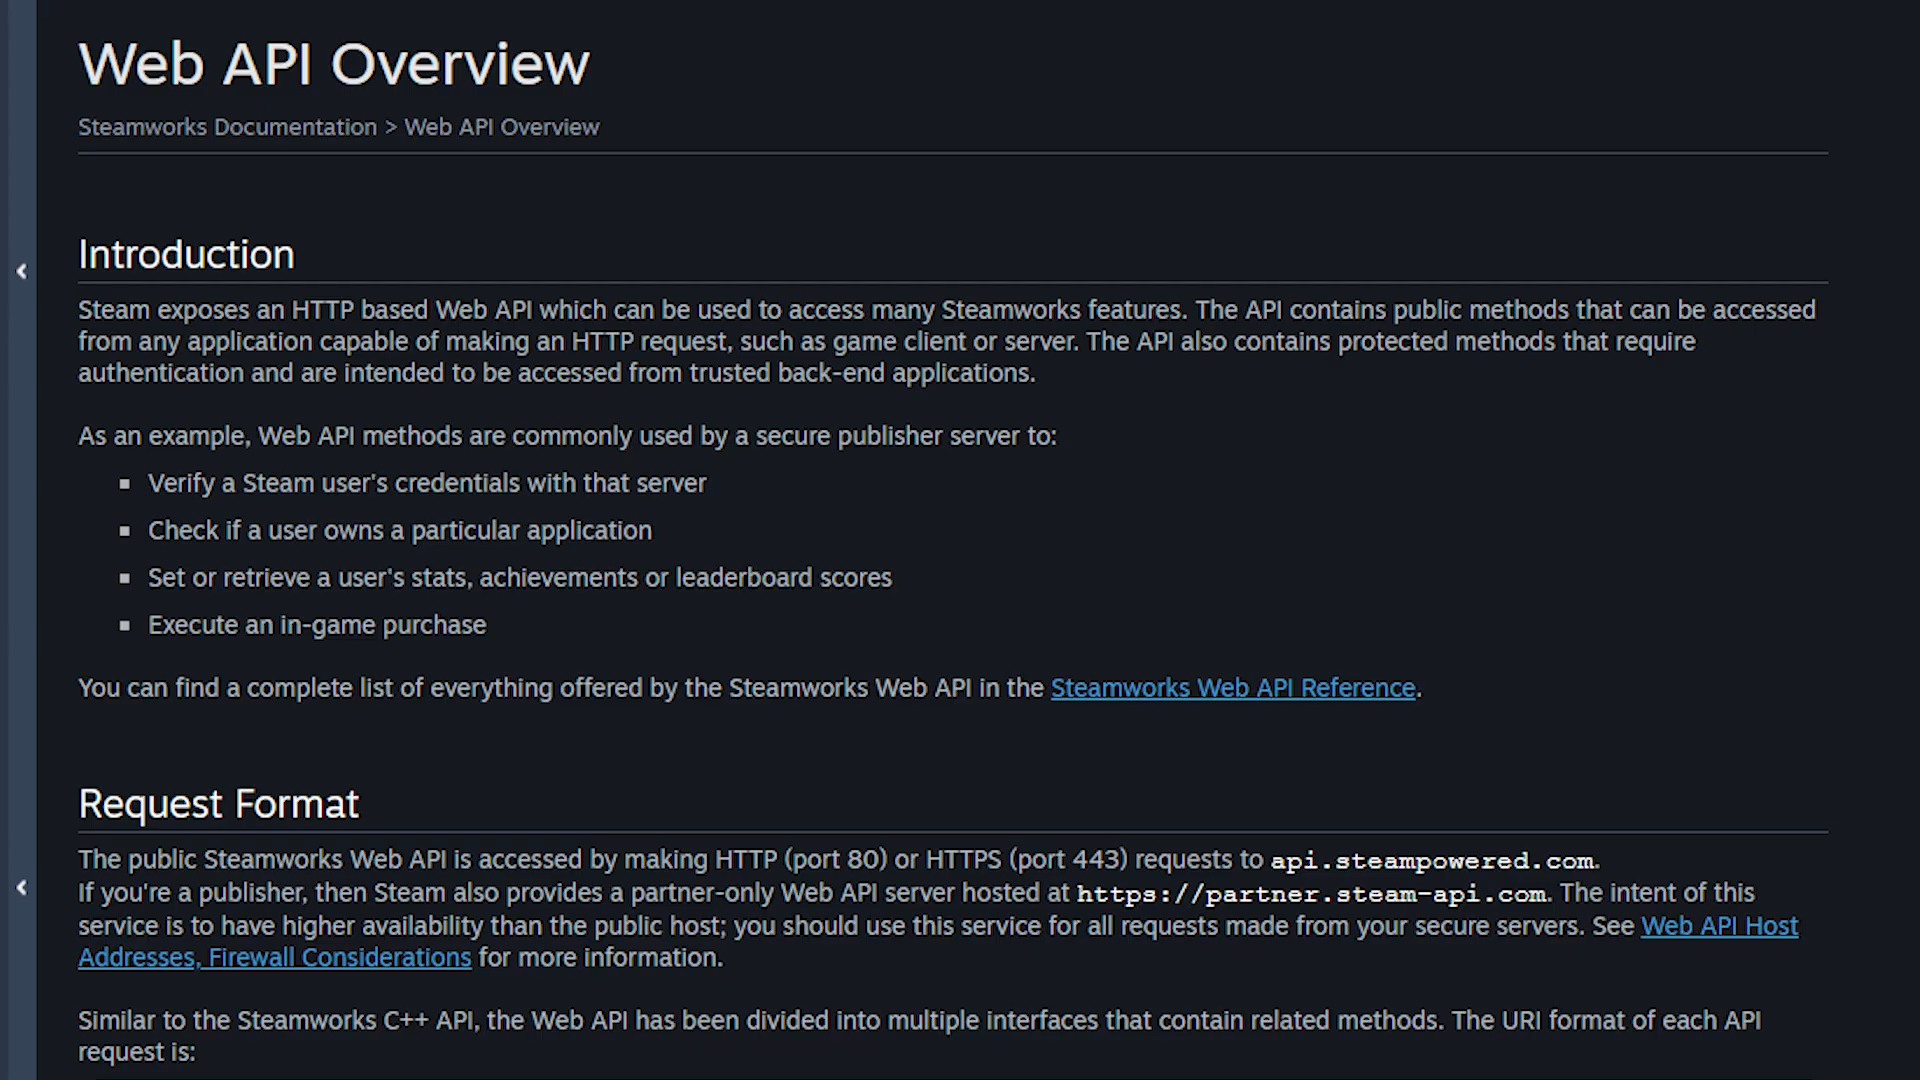 Web API Overview
Steamworks Documentation > Web API Overview
Introduction
Steam exposes an HTTP based Web API which can be used to access many Steamworks features. The API contains public methods that can be accessed
from any application capable of making an HTTP request, such as game client or server. The API also contains protected methods that require
authentication and are intended to be accessed from trusted back-end applications.
As an example, Web API methods are commonly used by a secure publisher server to:
▪ Verify a Steam user's credentials with that server
▪ Check if a user owns a particular application
▪ Set or retrieve a user's stats, achievements or leaderboard scores
▪ Execute an in-game purchase
You can find a complete list of everything offered by the Steamworks Web API in the Steamworks Web API Reference.
Request Format
The public Steamworks Web API is accessed by making HTTP (port 80) or HTTPS (port 443) requests to api.steampowered.com.
If you're a publisher, then Steam also provides a partner-only Web API server hosted at https://partner.steam-api.com. The intent of this
service is to have higher availability than the public host; you should use this service for all requests made from your secure servers. See Web API Host
Addresses, Firewall Considerations for more information.
Similar to the Steamworks C++ API, the Web API has been divided into multiple interfaces that contain related methods. The URI format of each API
request is: